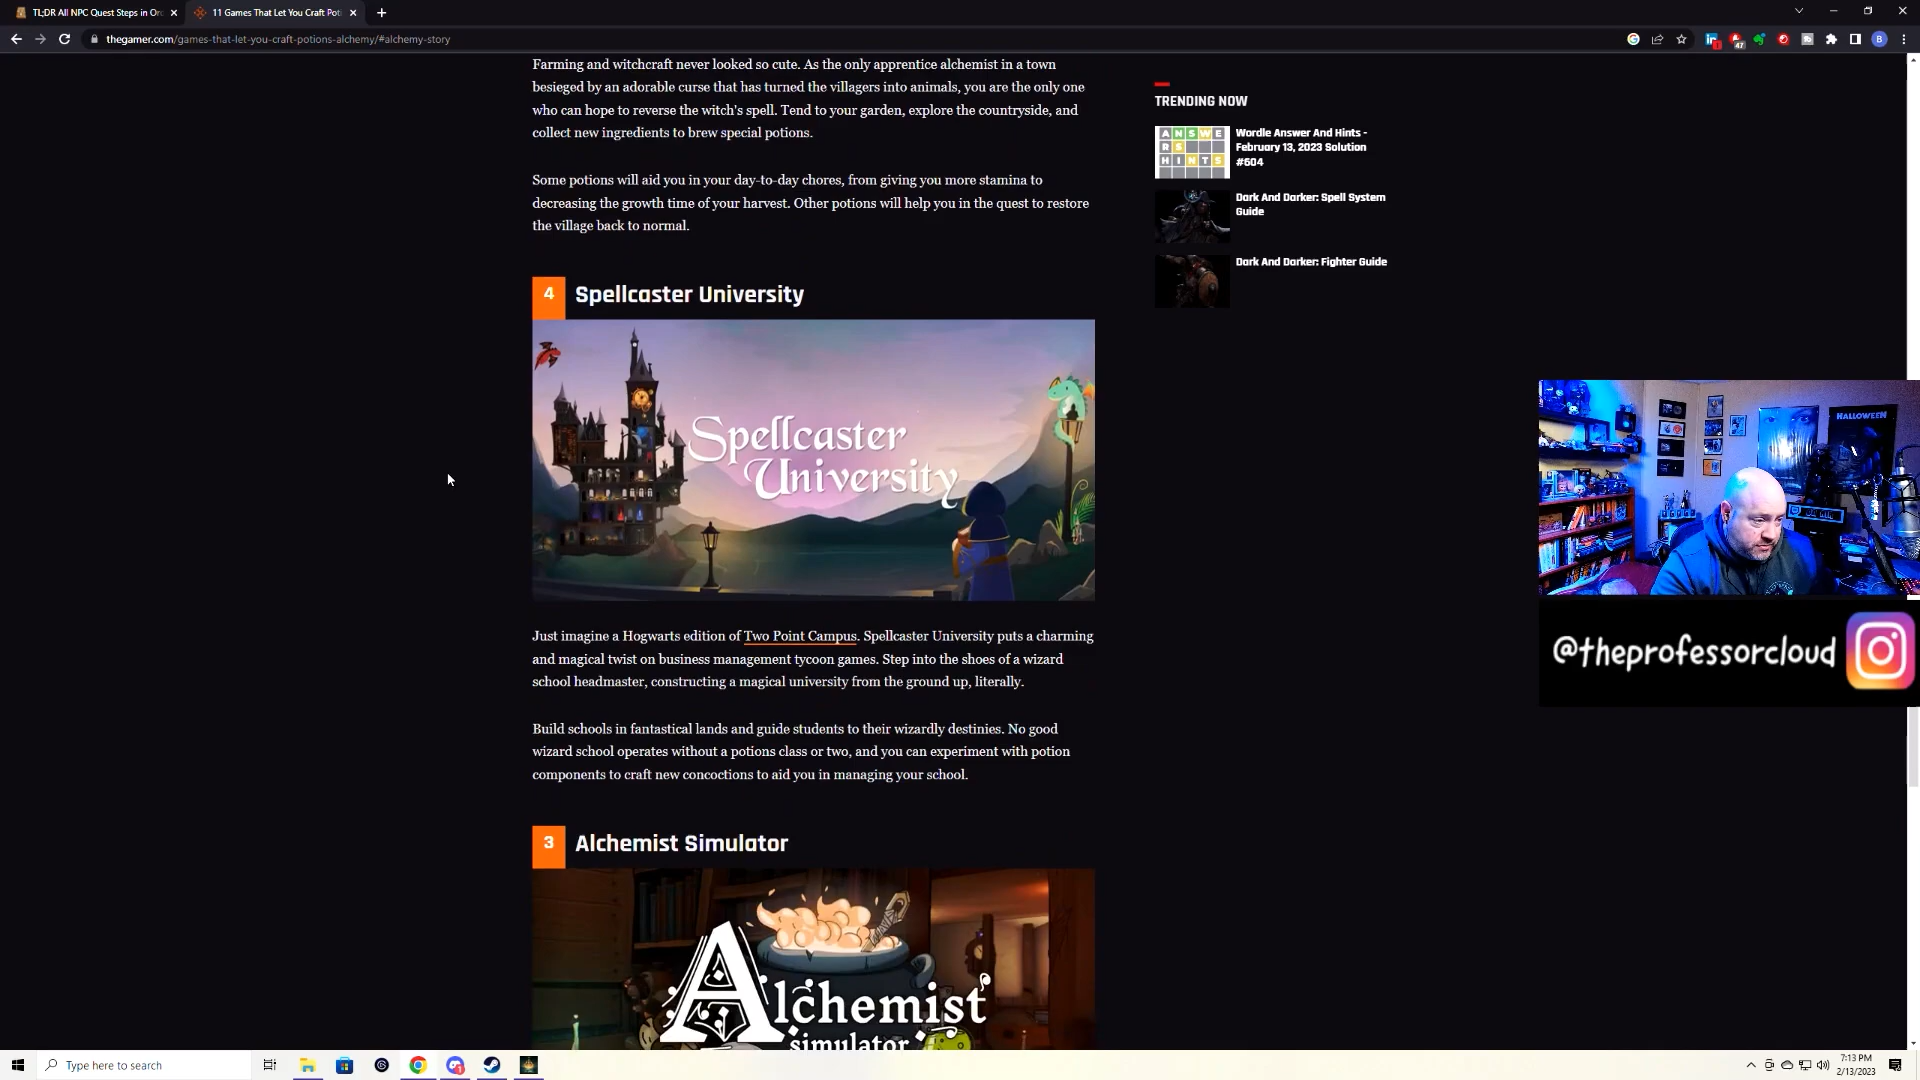 TL;DR All NPC Quest Steps in Orc
11 Games That Let You Craft Poti
thegamer.com/games-that-let-you-craft-potions-alchemy/#alchemy-story
Farming and witchcraft never looked so cute. As the only apprentice alchemist in a town
besieged by an adorable curse that has turned the villagers into animals, you are the only one
who can hope to reverse the witch's spell. Tend to your garden, explore the countryside, and
collect new ingredients to brew special potions.
Some potions will aid you in your day-to-day chores, from giving you more stamina to
decreasing the growth time of your harvest. Other potions will help you in the quest to restore
the village back to normal.
4 Spellcaster University
Spellcaster
University
Just imagine a Hogwarts edition of Two Point Campus. Spellcaster University puts a charming
and magical twist on business management tycoon games. Step into the shoes of a wizard
school headmaster, constructing a magical university from the ground up, literally.
Build schools in fantastical lands and guide students to their wizardly destinies. No good
wizard school operates without a potions class or two, and you can experiment with potion
components to craft new concoctions to aid you in managing your school.
3 Alchemist Simulator
Alchemist
simulator
TRENDING NOW
ANSWE
RS
HINTS
Wordle Answer And Hints -
February 13, 2023 Solution
#604
Dark And Darker: Spell System
Guide
Dark And Darker: Fighter Guide
HALLOWEEN
@theprofessorcloud
Type here to search
7:13 PM
2/13/2023